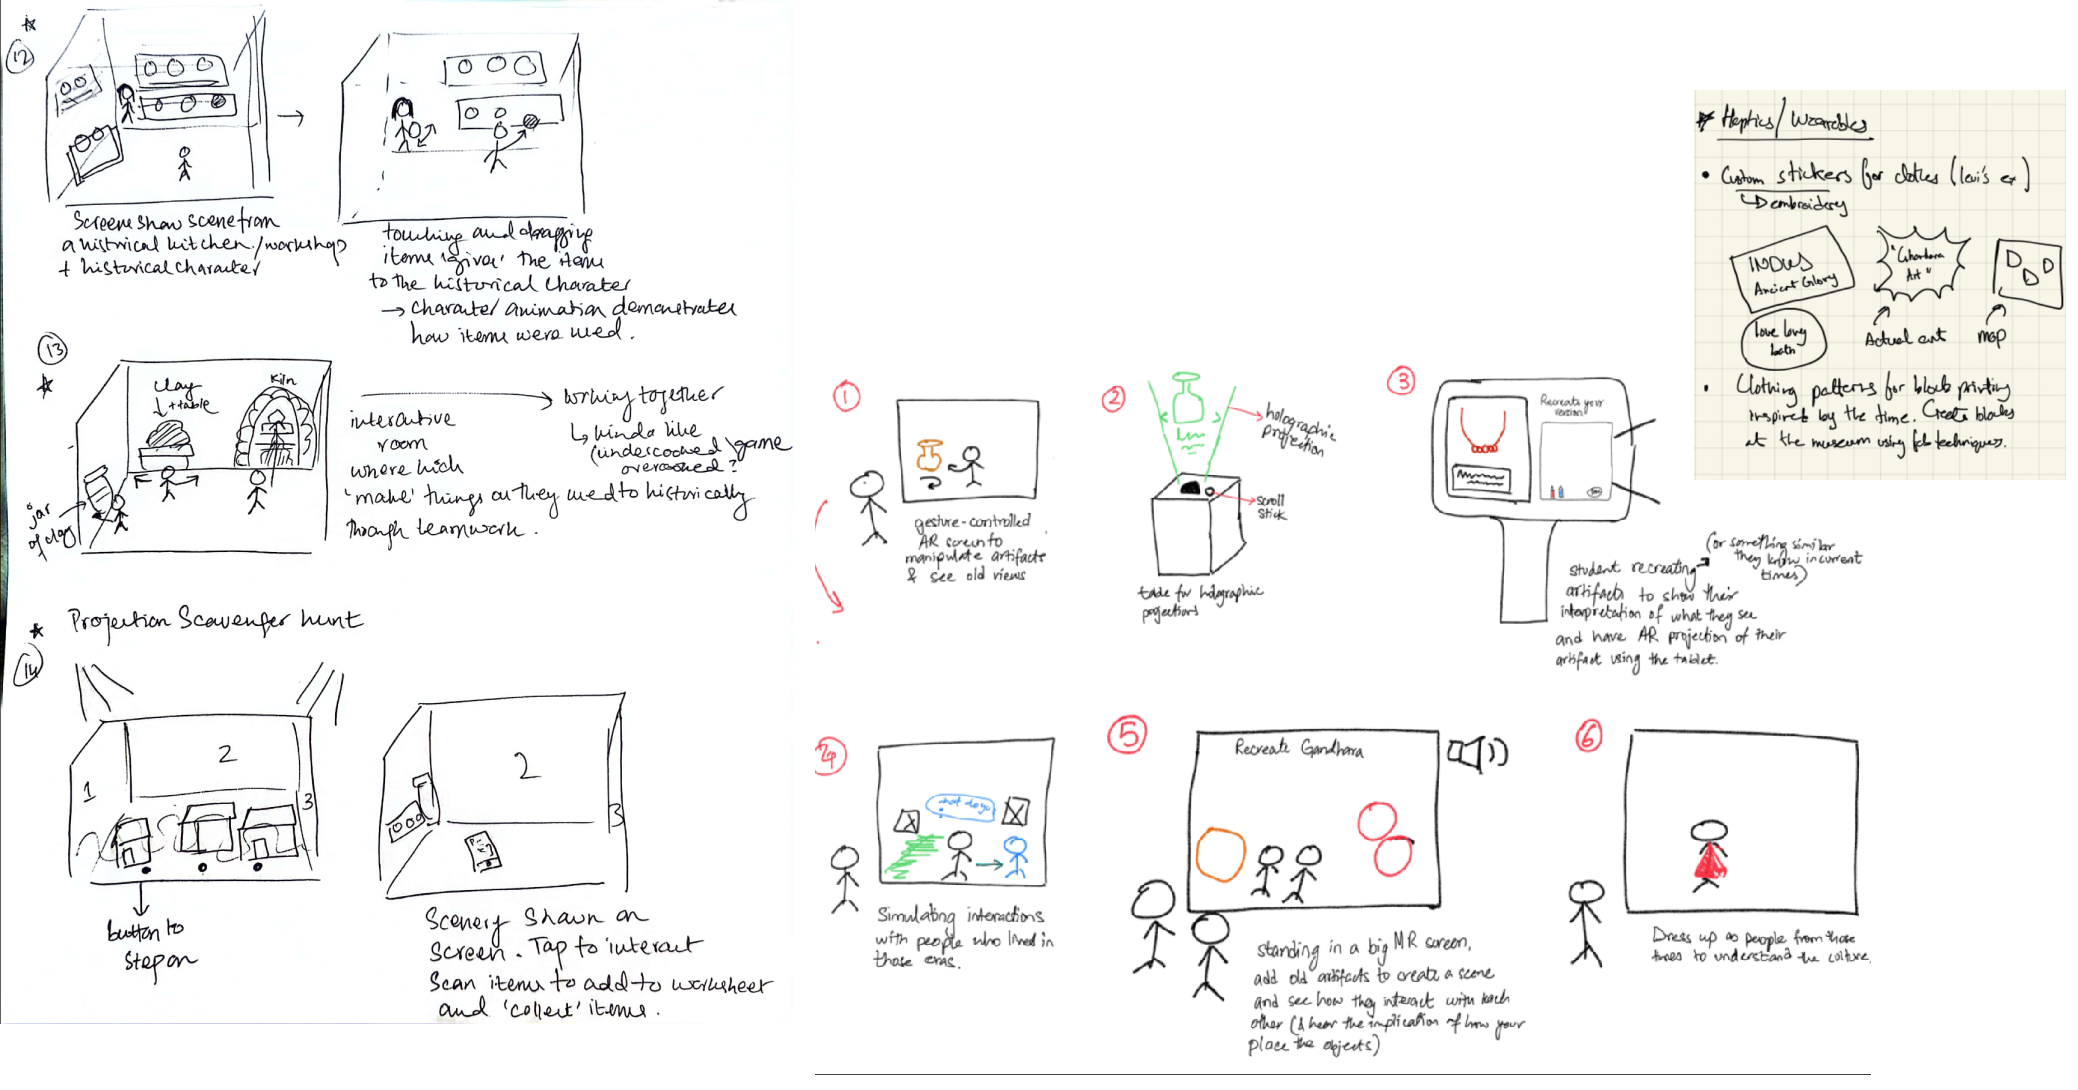 12
Screens show scene from
a historical kitchen/workshop
+ historical character
touching and dragging
items 'gives' the item
to the historical charater
→ character animation demonstrates
how items were used.
13
clay
+table
Kiln
jar
of clay
interactive
room
where kids
'make' things as they used to historically
through teamwork.
working together
↳ kinda like
(undercooked game
overcooked?
Projection Scavenger hunt
14
1
2
3
button to
step on
2
3
Scenery shown on
screen. Tap to interact
Scan items to add to worksheet
and 'collect' items.
1
gesture-controlled
AR screen to
manipulate artifacts
& see old views
2
holographic
projection
scroll
stick
table for holographic
projections
3
Recreate your
version
(or something similar
they know in current
times)
student recreating
artifacts to show their
interpretation of what they see
and have AR projection of their
artifact using the tablet.
4
what do you
Simulating interactions
with people who lived in
those eras.
5
Recreate Gandhara
standing in a big MR screen,
add old artifacts to create a scene
and see how they interact with each
other (& hear the implication of how your
place the objects)
6
Dress up as people from those
times to understand the culture.
Haptics/Wearables
• Custom stickers for clothes (levi's ex)
↳ embroidery
INDUS
Ancient Glory
"Ghandara
Art"
love long
Actual art
map
• Clothing patterns for block printing
inspired by the time. Create blocks
at the museum using techniques.